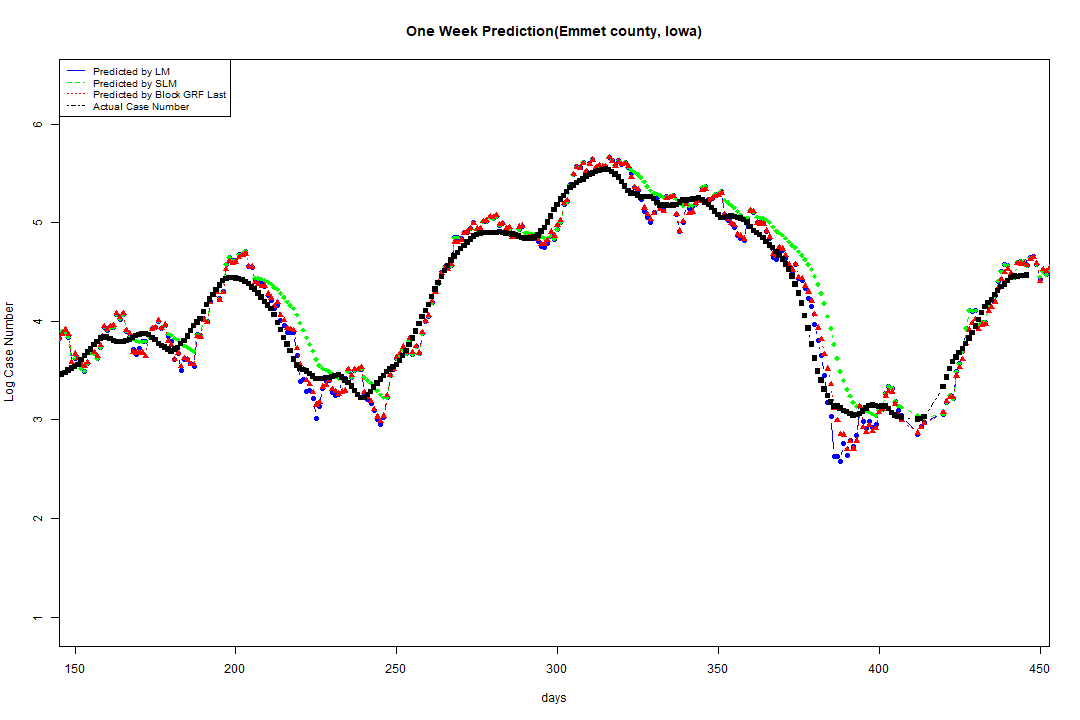 One Week Prediction(Emmet county, Iowa)
Predicted by LM
Predicted by SLM
Predicted by Block GRF Last
Actual Case Number
6
5
4
3
2
1
Log Case Number
150 200 250 300 350 400 450
days